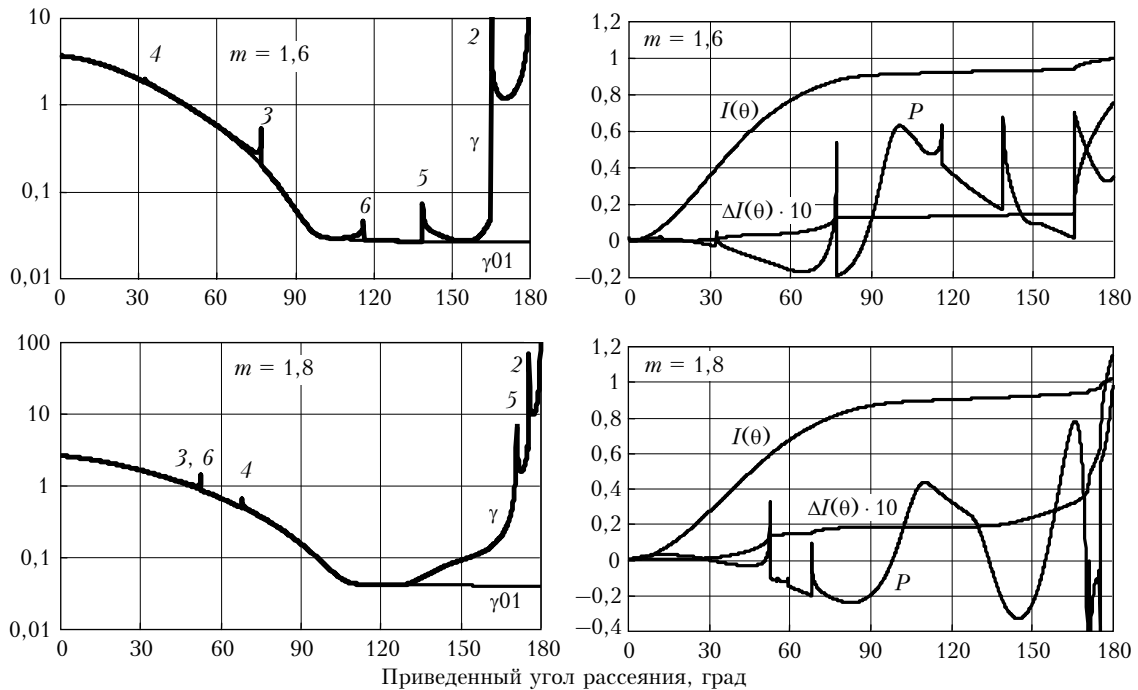 10
1
0,1
0,01
0 30 60 90 120 150 180
m = 1,6
4
3
6
5
2
γ
γ01
1,2
1
0,8
0,6
0,4
0,2
0
−0,2
0 30 60 90 120 150 180
m = 1,6
I(θ)
P
ΔI(θ) · 10
100
10
1
0,1
0,01
0 30 60 90 120 150 180
m = 1,8
3, 6
4
2
5
γ
γ01
1,2
1
0,8
0,6
0,4
0,2
0
−0,2
−0,4
0 30 60 90 120 150 180
m = 1,8
I(θ)
ΔI(θ) · 10
P
Приведенный угол рассеяния, град